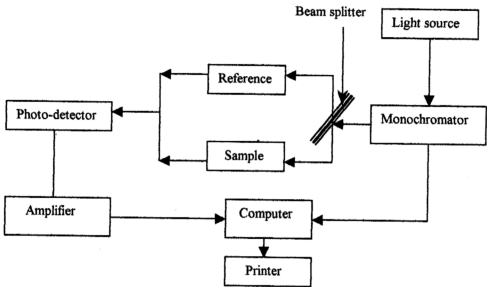 Beam splitter
Light source
Reference
Photo-detector
Monochromator
Sample
Amplifier
Computer
Printer